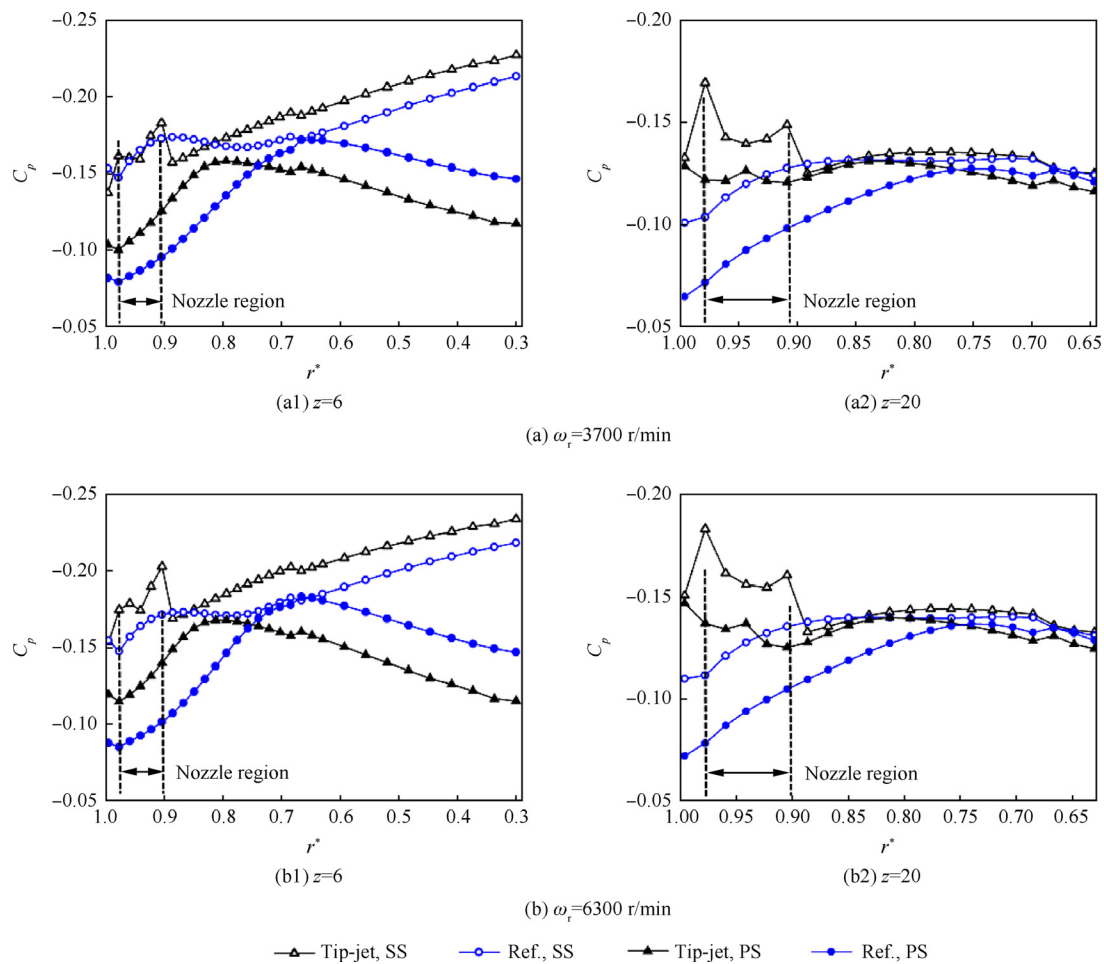 −0.25
−0.20
−0.15
−0.10
−0.05
C_p
Nozzle region
1.0 0.9 0.8 0.7 0.6 0.5 0.4 0.3
r*
(a1) z=6
−0.20
−0.15
−0.10
−0.05
C_p
Nozzle region
1.00 0.95 0.90 0.85 0.80 0.75 0.70 0.65
r*
(a2) z=20
(a) ω_r=3700 r/min
−0.25
−0.20
−0.15
−0.10
−0.05
C_p
Nozzle region
1.0 0.9 0.8 0.7 0.6 0.5 0.4 0.3
r*
(b1) z=6
−0.20
−0.15
−0.10
−0.05
C_p
Nozzle region
1.00 0.95 0.90 0.85 0.80 0.75 0.70 0.65
r*
(b2) z=20
(b) ω_r=6300 r/min
Tip-jet, SS Ref., SS Tip-jet, PS Ref., PS